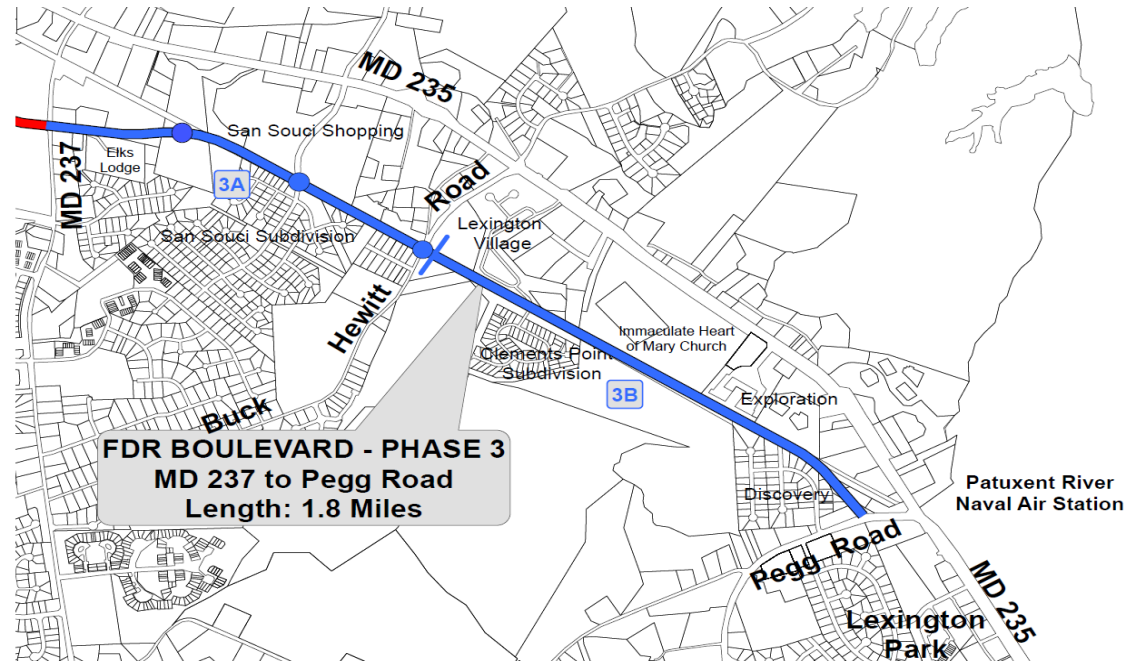 MD 235
San Souci Shopping
Elks
Lodge
MD 237
3A
Road
Lexington
Village
San Souci Subdivision
Hewitt
Immaculate Heart
of Mary Church
Clements Point
Subdivision
3B
Exploration
Buck
FDR BOULEVARD - PHASE 3
MD 237 to Pegg Road
Length: 1.8 Miles
Discovery
Patuxent River
Naval Air Station
Pegg Road
MD 235
Lexington
Park